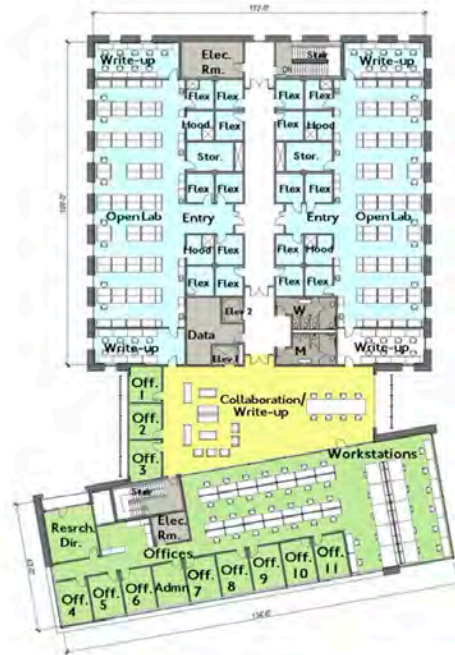 Write-up
Elec.
Rm.
Stair
DN
Write-up
Flex
Flex
Flex
Flex
Hood
Flex
Flex
Hood
Stor.
Stor.
Flex
Flex
Flex
Flex
Open Lab
Entry
Entry
Open Lab
Hood
Flex
Flex
Hood
Flex
Flex
Flex
Flex
Elev 2
W
Data
Write-up
Elev 1
M
Write-up
Off.
1
Off.
2
Off.
3
Collaboration/
Write-up
Workstations
Stair
Resrch.
Dir.
Elec.
Rm.
Offices
Off.
4
Off.
5
Off.
6
Admn
Off.
7
Off.
8
Off.
9
Off.
10
Off.
11